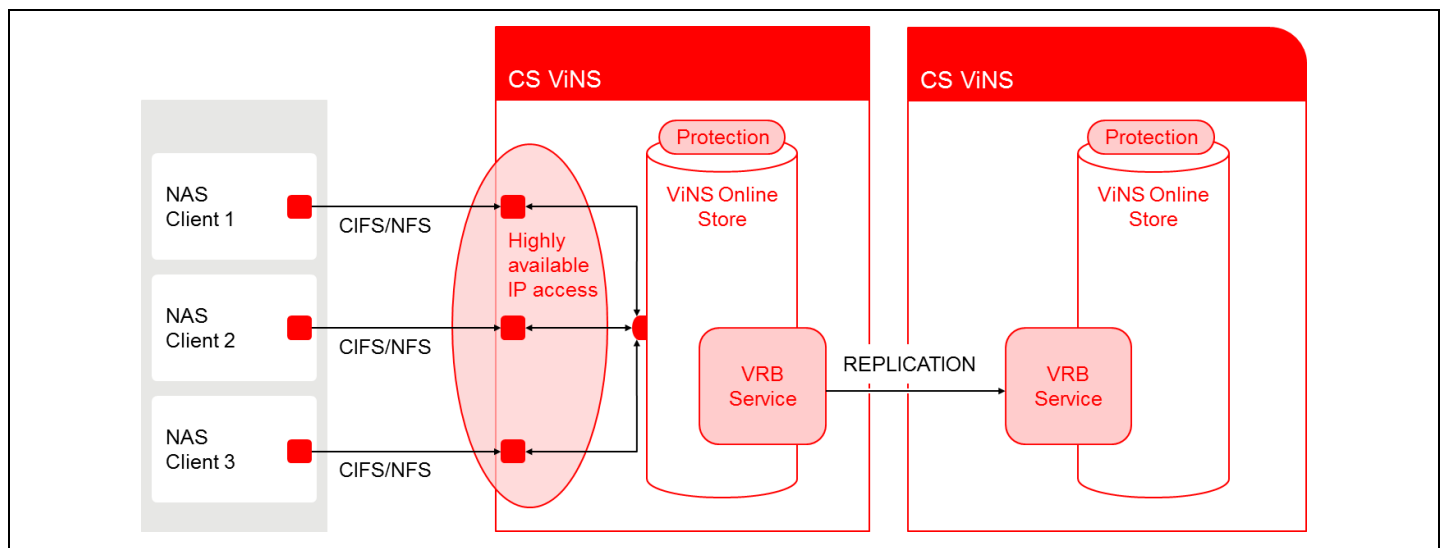 CS ViNS
CS ViNS
Protection
Protection
NAS
Client 1
CIFS/NFS
ViNS Online
Store
ViNS Online
Store
Highly
available
IP access
NAS
Client 2
CIFS/NFS
REPLICATION
VRB
Service
VRB
Service
NAS
Client 3
CIFS/NFS